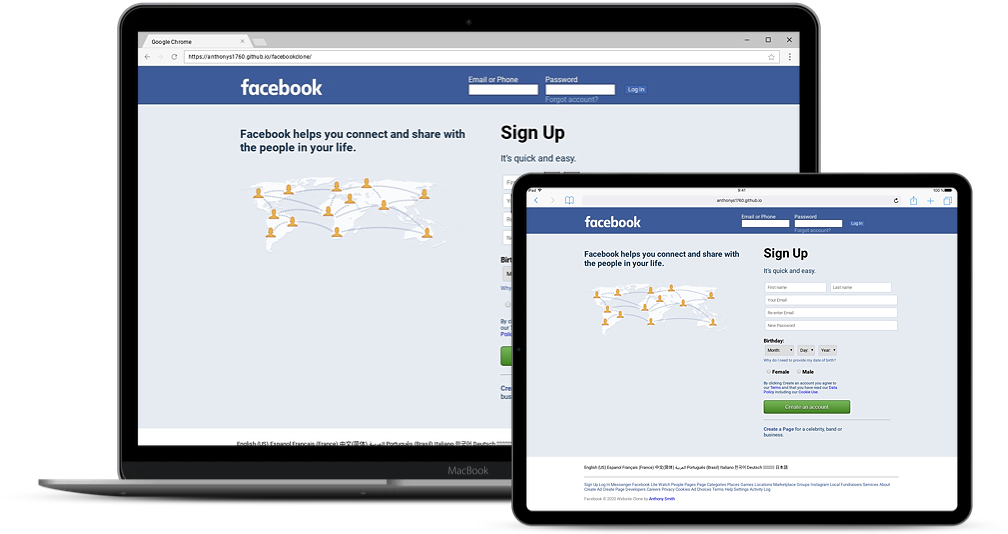 Google Chrome
https://anthonys1760.github.io/facebookclone/
facebook
Email or Phone
Password
Log In
Forgot account?
Facebook helps you connect and share with
the people in your life.
Sign Up
It's quick and easy.
Birt
Why
By cl
our T
Polic
Crea
busi
English (US) Espanol Français (France) 中文(简体) العربية Português (Brasil) Italiano 한국어 Deutsch
MacBook
iPad
9:41
100 %
anthonys1760.github.io
facebook
Email or Phone
Password
Log In
Forgot account?
Facebook helps you connect and share with
the people in your life.
Sign Up
It's quick and easy.
First name
Last name
Your Email
Re-enter Email
New Password
Birthday:
Month:
Day:
Year:
Why do I need to provide my date of birth?
Female
Male
By clicking Create an account you agree to
our Terms and that you have read our Data
Policy including our Cookie Use.
Create an account
Create a Page for a celebrity, band or
business.
English (US) Espanol Français (France) 中文(简体) العربية Português (Brasil) Italiano 한국어 Deutsch 日本語
Sign Up Log In Messenger Facebook Lite Watch People Pages Page Categories Places Games Locations Marketplace Groups Instagram Local Fundraisers Services About
Create Ad Create Page Developers Careers Privacy Cookies Ad Choices Terms Help Settings Activity Log
Facebook © 2020 Website Clone by Anthony Smith